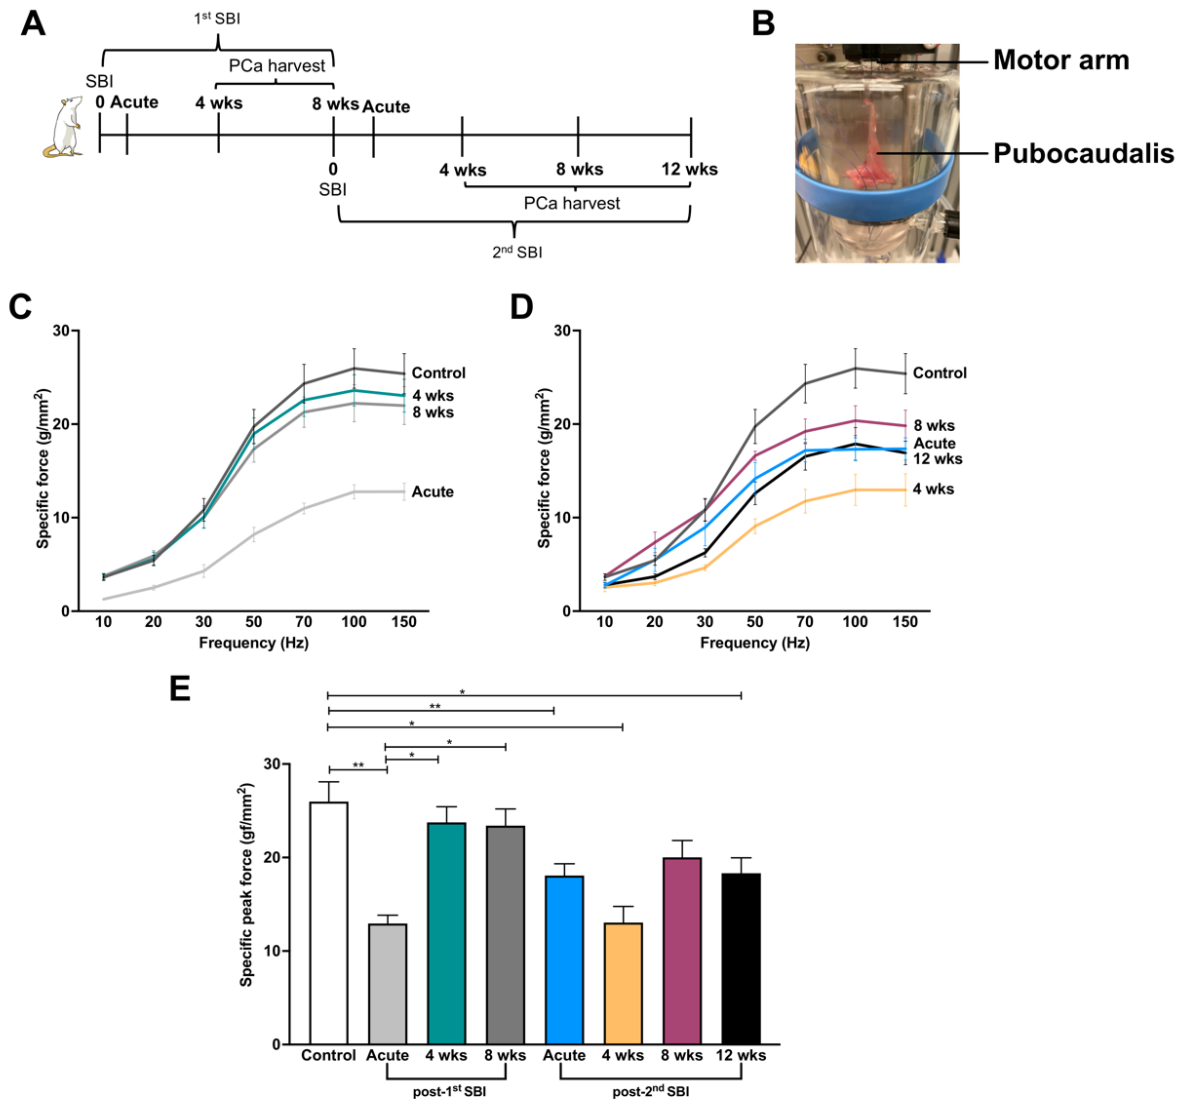 A
1st SBI
PCa harvest
SBI
0 Acute 4 wks 8 wks Acute
0 4 wks 8 wks 12 wks
SBI
PCa harvest
2nd SBI
B
Motor arm
Pubocaudalis
C
Specific force (g/mm2)
30
20
10
0
Control
4 wks
8 wks
Acute
10 20 30 50 70 100 150
Frequency (Hz)
D
Specific force (g/mm2)
30
20
10
0
Control
8 wks
Acute
12 wks
4 wks
10 20 30 50 70 100 150
Frequency (Hz)
E
*
**
*
*
*
**
Specific peak force (gf/mm2)
30
20
10
0
Control Acute 4 wks 8 wks Acute 4 wks 8 wks 12 wks
post-1st SBI post-2nd SBI